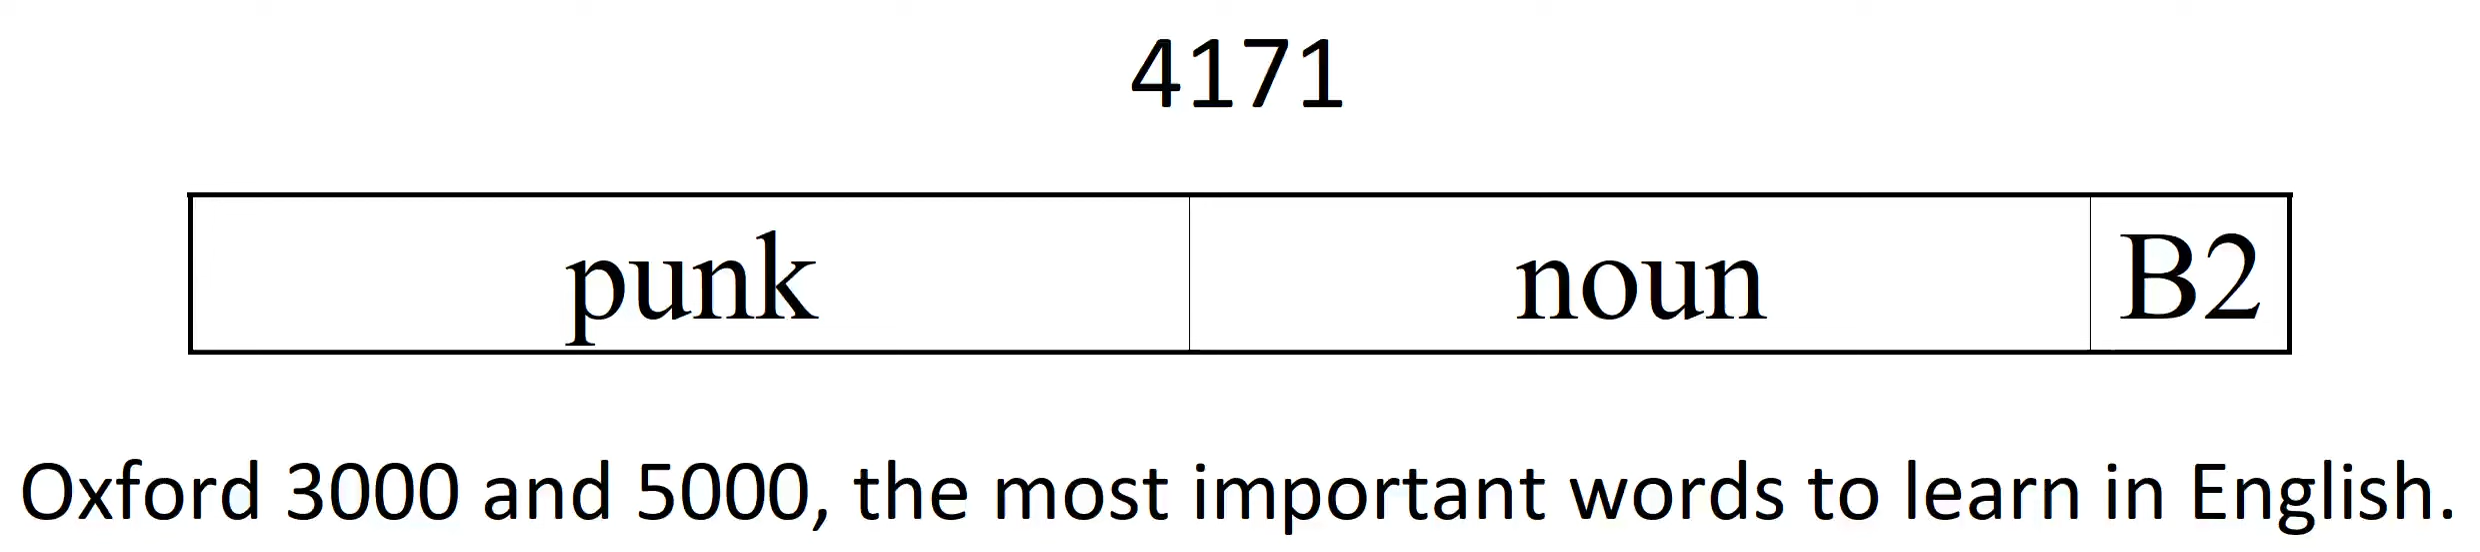 4171
punk noun B2
Oxford 3000 and 5000, the most important words to learn in English.